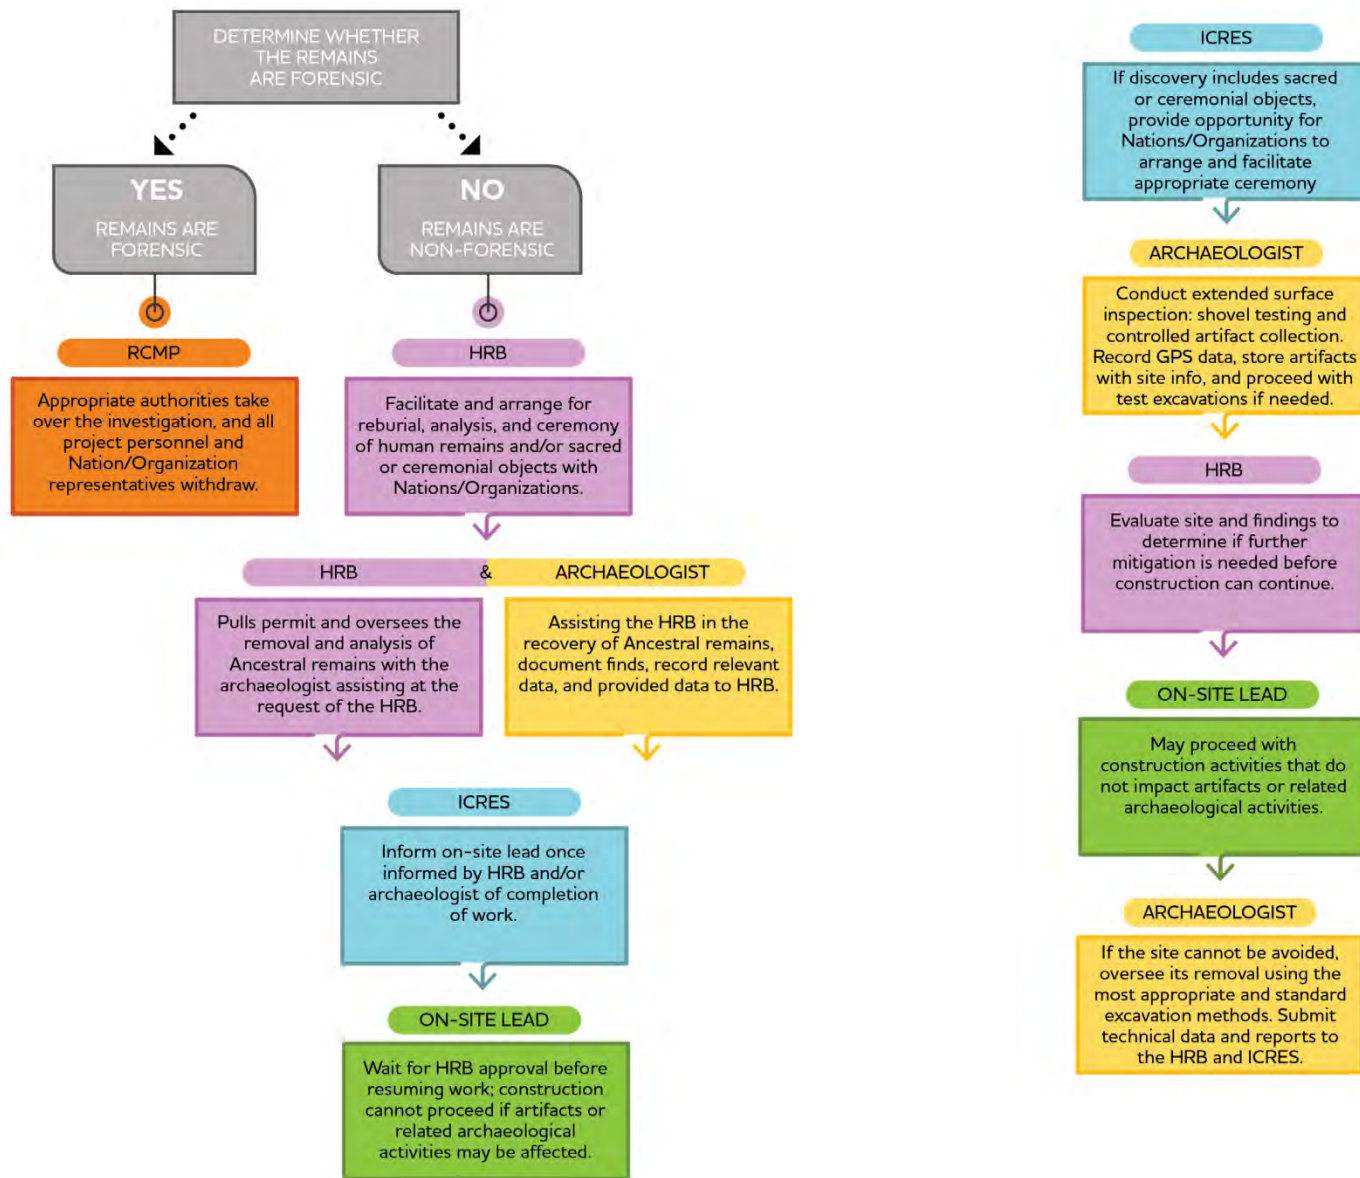 DETERMINE WHETHER
THE REMAINS
ARE FORENSIC
YES
REMAINS ARE
FORENSIC
NO
REMAINS ARE
NON-FORENSIC
RCMP
Appropriate authorities take
over the investigation, and all
project personnel and
Nation/Organization
representatives withdraw.
HRB
Facilitate and arrange for
reburial, analysis, and ceremony
of human remains and/or sacred
or ceremonial objects with
Nations/Organizations.
HRB & ARCHAEOLOGIST
Pulls permit and oversees the
removal and analysis of
Ancestral remains with the
archaeologist assisting at the
request of the HRB.
Assisting the HRB in the
recovery of Ancestral remains,
document finds, record relevant
data, and provided data to HRB.
ICRES
Inform on-site lead once
informed by HRB and/or
archaeologist of completion
of work.
ON-SITE LEAD
Wait for HRB approval before
resuming work; construction
cannot proceed if artifacts or
related archaeological
activities may be affected.
ICRES
If discovery includes sacred
or ceremonial objects,
provide opportunity for
Nations/Organizations to
arrange and facilitate
appropriate ceremony
ARCHAEOLOGIST
Conduct extended surface
inspection: shovel testing and
controlled artifact collection.
Record GPS data, store artifacts
with site info, and proceed with
test excavations if needed.
HRB
Evaluate site and findings to
determine if further
mitigation is needed before
construction can continue.
ON-SITE LEAD
May proceed with
construction activities that do
not impact artifacts or related
archaeological activities.
ARCHAEOLOGIST
If the site cannot be avoided,
oversee its removal using the
most appropriate and standard
excavation methods. Submit
technical data and reports to
the HRB and ICRES.